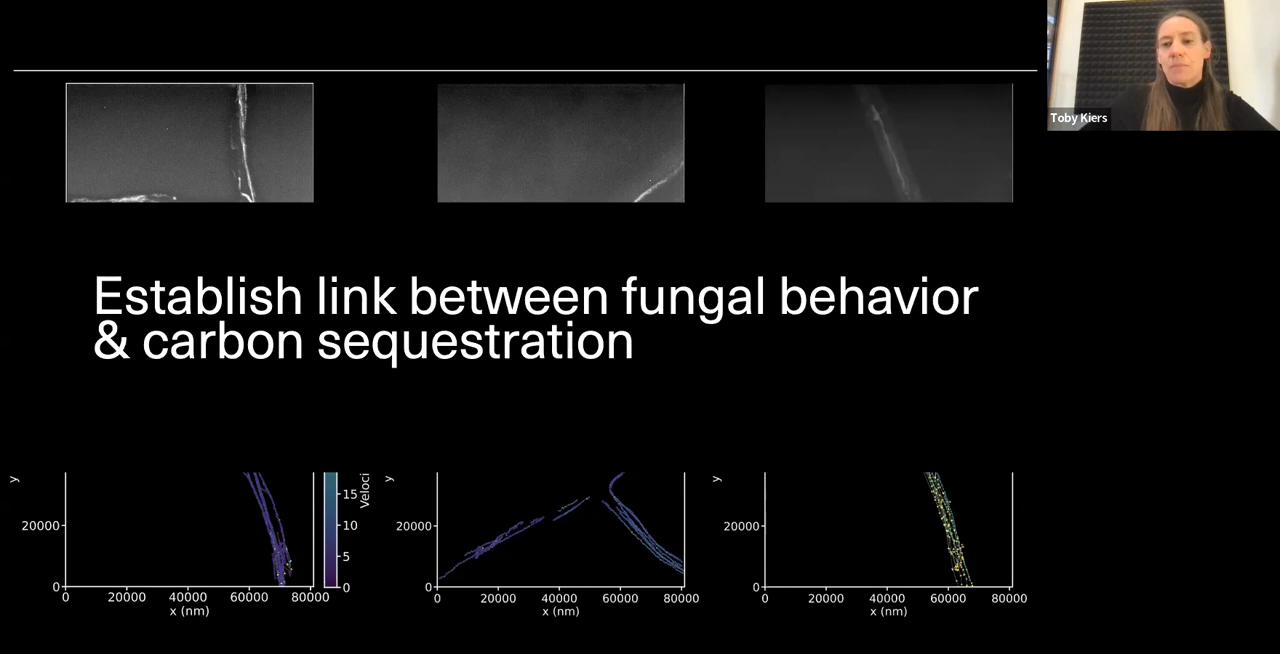 Toby Kiers
Establish link between fungal behavior
& carbon sequestration
y
20000
0
0 20000 40000 60000 80000
x (nm)
15
10
5
0
Veloci
y
20000
0
0 20000 40000 60000 80000
x (nm)
y
20000
0
0 20000 40000 60000 80000
x (nm)